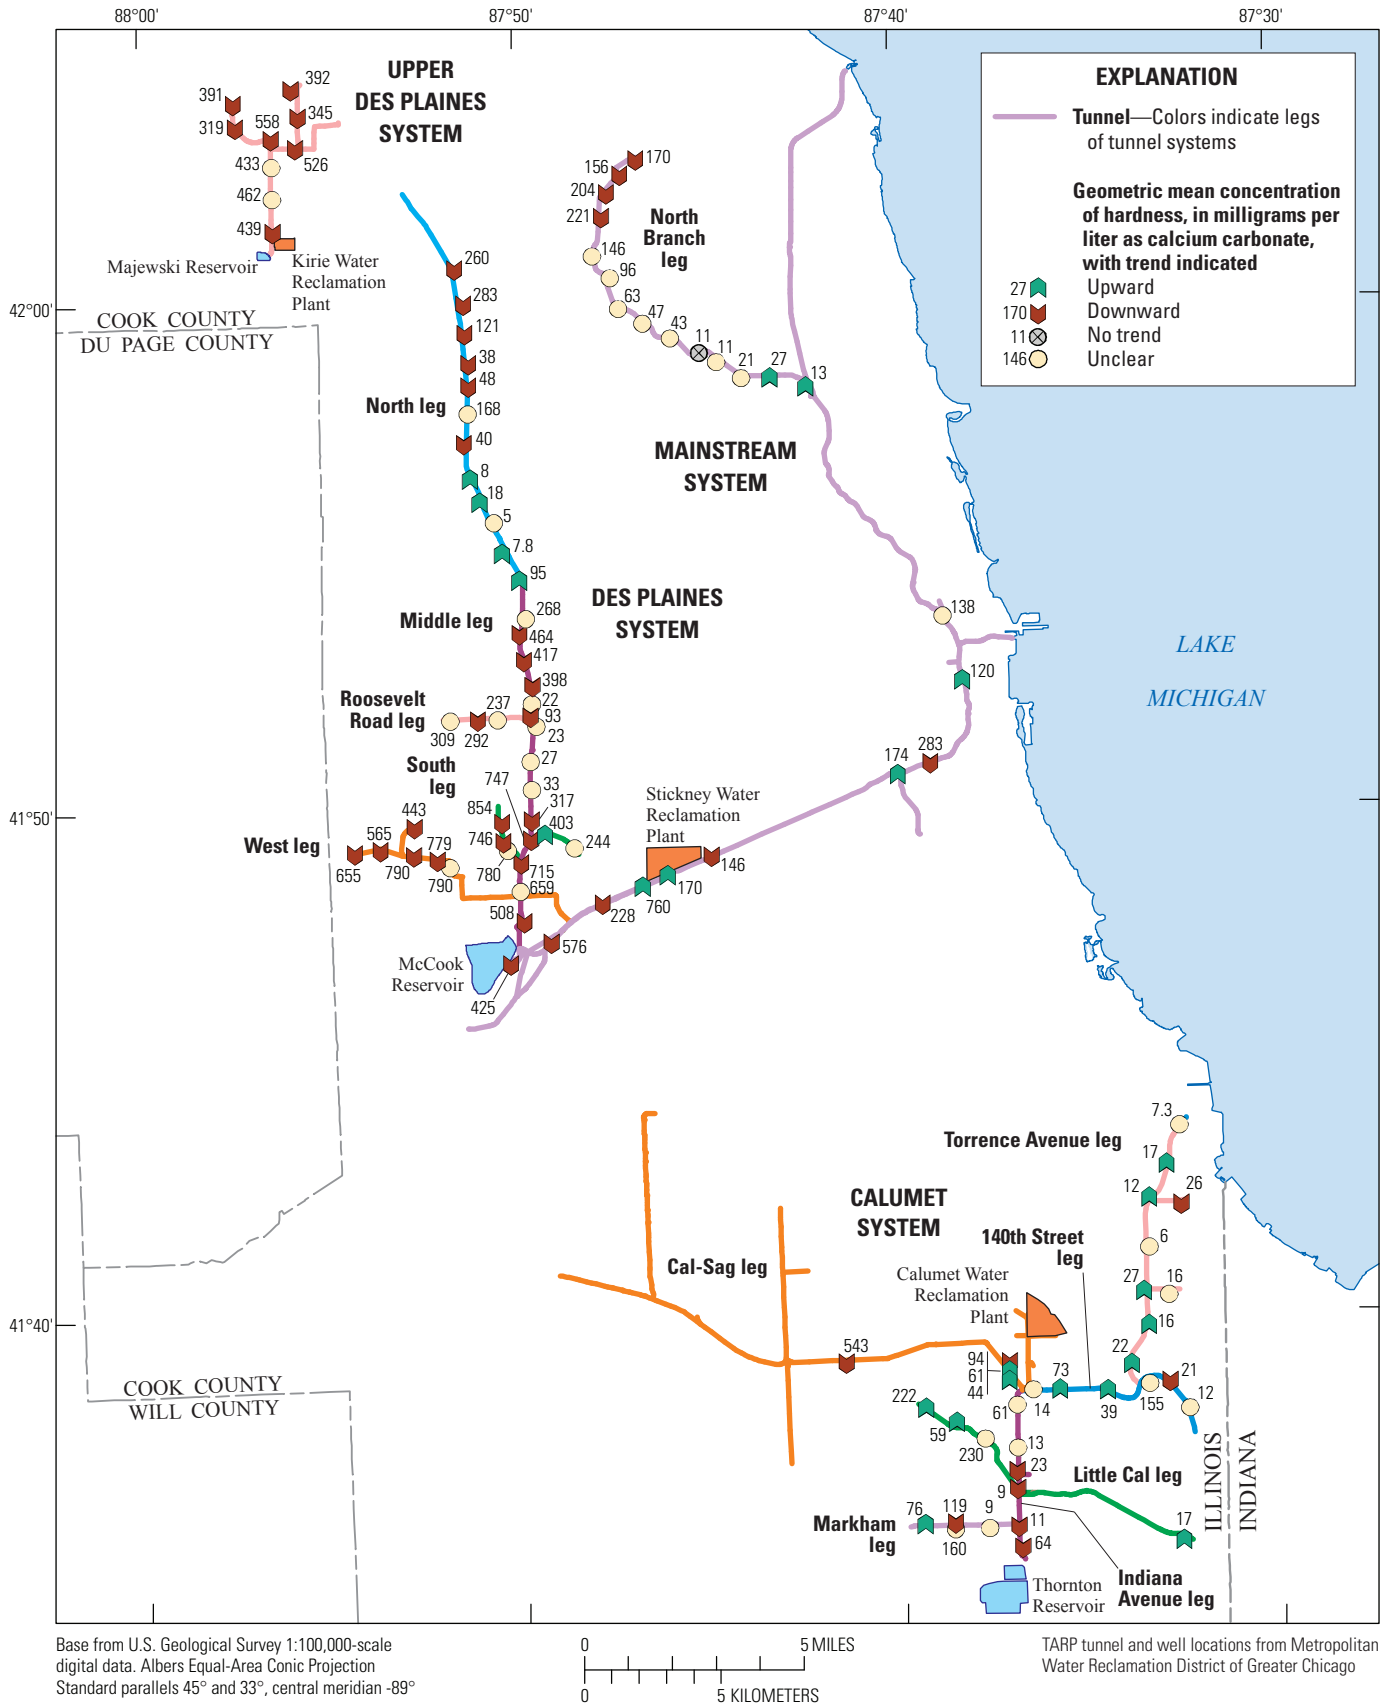 88°00'
87°50'
87°40'
87°30'
EXPLANATION
Tunnel—Colors indicate legs
of tunnel systems
Geometric mean concentration
of hardness, in milligrams per
liter as calcium carbonate,
with trend indicated
27 Upward
170 Downward
11 No trend
146 Unclear
UPPER
DES PLAINES
SYSTEM
391
392
319
558
345
433
526
462
439
Majewski Reservoir
Kirie Water
Reclamation
Plant
42°00'
COOK COUNTY
DU PAGE COUNTY
156
170
204
221
North
Branch
leg
146
96
63
47
43
11
11
21
27
13
260
283
121
38
48
North leg
168
40
8
18
5
7.8
95
MAINSTREAM
SYSTEM
DES PLAINES
SYSTEM
Middle leg
268
464
417
398
22
Roosevelt
Road leg
237
93
309
292
23
South
leg
27
747
33
854
317
443
403
746
244
West leg
565
779
655
790
790
780
715
659
508
41°50'
Stickney Water
Reclamation
Plant
138
120
174
283
146
170
760
228
576
McCook
Reservoir
425
LAKE
MICHIGAN
7.3
Torrence Avenue leg
17
12
26
CALUMET
SYSTEM
140th Street
leg
6
Cal-Sag leg
Calumet Water
Reclamation
Plant
27
16
16
41°40'
543
94
61
44
73
22
21
222
61
14
39
155
12
59
230
13
23
9
Little Cal leg
COOK COUNTY
WILL COUNTY
ILLINOIS
INDIANA
Markham
leg
76
119
9
11
160
64
17
Indiana
Avenue leg
Thornton
Reservoir
Base from U.S. Geological Survey 1:100,000-scale
digital data. Albers Equal-Area Conic Projection
Standard parallels 45° and 33°, central meridian -89°
0 5 MILES
0 5 KILOMETERS
TARP tunnel and well locations from Metropolitan
Water Reclamation District of Greater Chicago